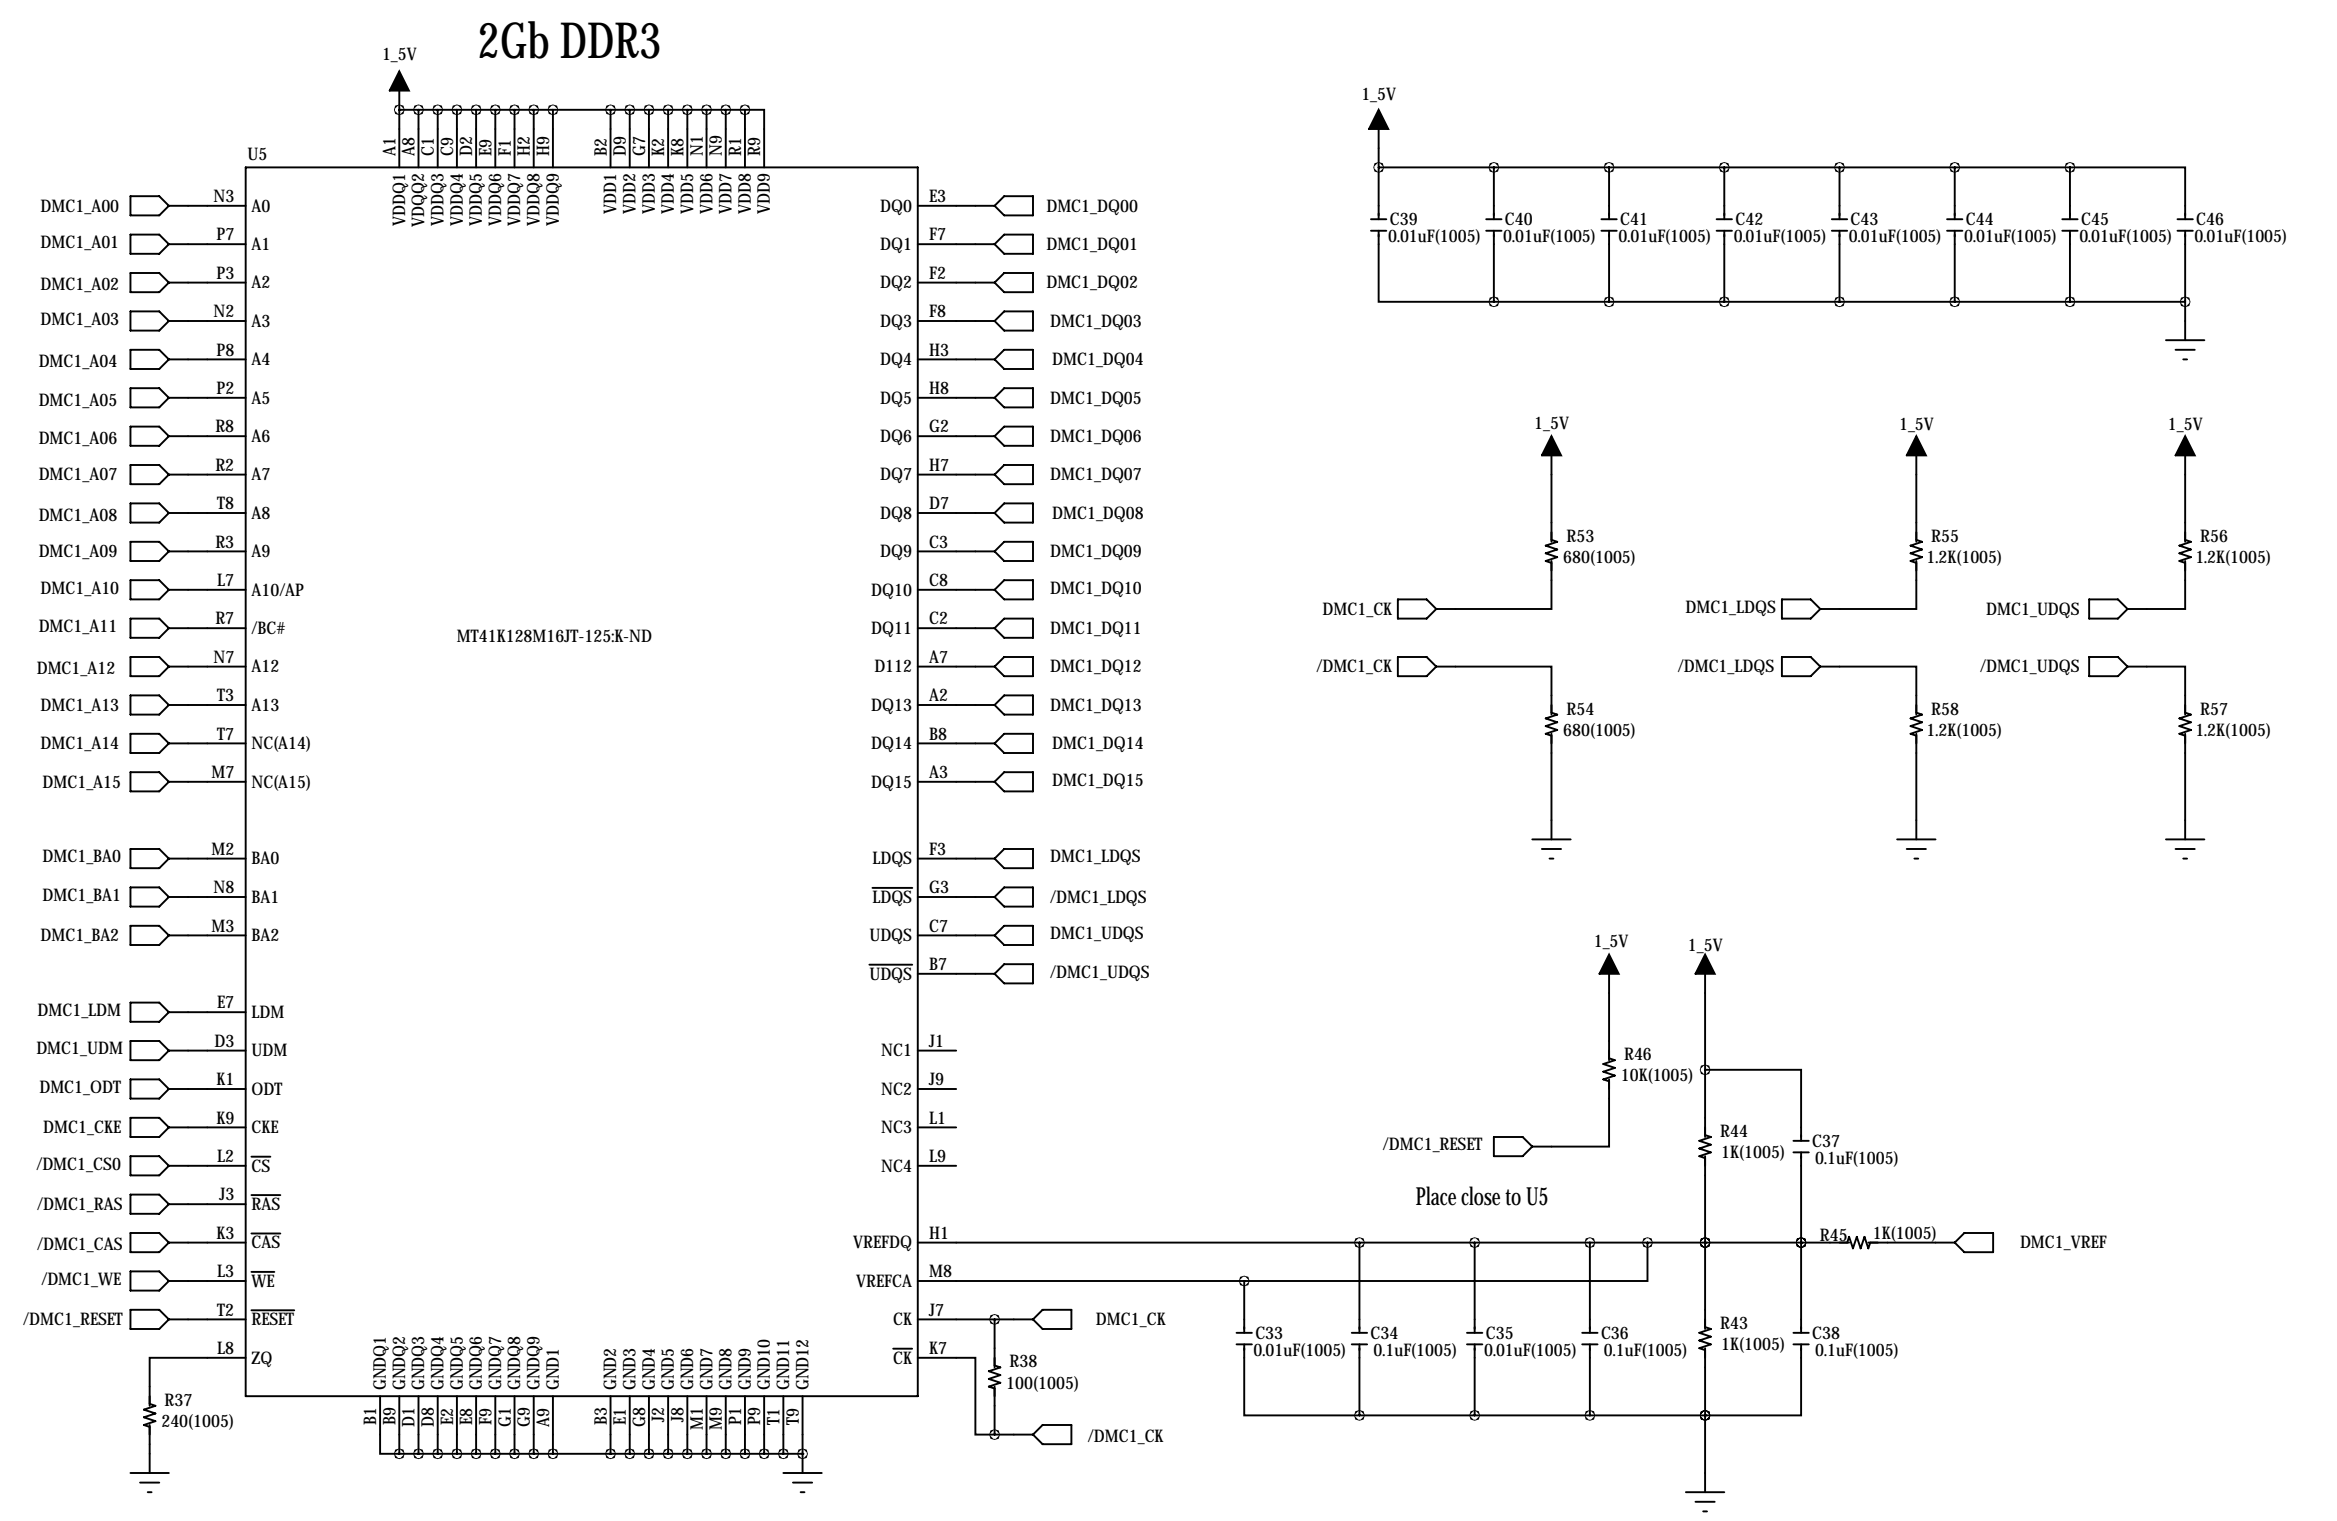 2Gb DDR3
1_5V
A1 A8 C1 C9 D2 E9 F1 H2 H9 B2 D9 G7 K2 K8 N1 N9 R1 R9
U5
VDDQ1 VDQQ2 VDDQ3 VDDQ4 VDDQ5 VDDQ6 VDDQ7 VDDQ8 VDDQ9 VDD1 VDD2 VDD3 VDD4 VDD5 VDD6 VDD7 VDD8 VDD9
DMC1_A00 N3 A0
DMC1_A01 P7 A1
DMC1_A02 P3 A2
DMC1_A03 N2 A3
DMC1_A04 P8 A4
DMC1_A05 P2 A5
DMC1_A06 R8 A6
DMC1_A07 R2 A7
DMC1_A08 T8 A8
DMC1_A09 R3 A9
DMC1_A10 L7 A10/AP
DMC1_A11 R7 /BC#
DMC1_A12 N7 A12
DMC1_A13 T3 A13
DMC1_A14 T7 NC(A14)
DMC1_A15 M7 NC(A15)
DMC1_BA0 M2 BA0
DMC1_BA1 N8 BA1
DMC1_BA2 M3 BA2
DMC1_LDM E7 LDM
DMC1_UDM D3 UDM
DMC1_ODT K1 ODT
DMC1_CKE K9 CKE
/DMC1_CS0 L2 CS
/DMC1_RAS J3 RAS
/DMC1_CAS K3 CAS
/DMC1_WE L3 WE
/DMC1_RESET T2 RESET
L8 ZQ
R37
240(1005)
MT41K128M16JT-125:K-ND
DQ0 E3 DMC1_DQ00
DQ1 F7 DMC1_DQ01
DQ2 F2 DMC1_DQ02
DQ3 F8 DMC1_DQ03
DQ4 H3 DMC1_DQ04
DQ5 H8 DMC1_DQ05
DQ6 G2 DMC1_DQ06
DQ7 H7 DMC1_DQ07
DQ8 D7 DMC1_DQ08
DQ9 C3 DMC1_DQ09
DQ10 C8 DMC1_DQ10
DQ11 C2 DMC1_DQ11
D112 A7 DMC1_DQ12
DQ13 A2 DMC1_DQ13
DQ14 B8 DMC1_DQ14
DQ15 A3 DMC1_DQ15
LDQS F3 DMC1_LDQS
LDQS G3 /DMC1_LDQS
UDQS C7 DMC1_UDQS
UDQS B7 /DMC1_UDQS
NC1 J1
NC2 J9
NC3 L1
NC4 L9
VREFDQ H1
VREFCA M8
CK J7 DMC1_CK
CK K7
R38
100(1005)
/DMC1_CK
GNDQ1 GNDQ2 GNDQ3 GNDQ4 GNDQ5 GNDQ6 GNDQ7 GNDQ8 GNDQ9 GND1 GND2 GND3 GND4 GND5 GND6 GND7 GND8 GND9 GND10 GND11 GND12
B1 B9 D1 D8 E2 E8 F9 G1 G9 A9 B3 E1 G8 J2 J8 M1 M9 P1 P9 T1 T9
1_5V
C39 C40 C41 C42 C43 C44 C45 C46
0.01uF(1005) 0.01uF(1005) 0.01uF(1005) 0.01uF(1005) 0.01uF(1005) 0.01uF(1005) 0.01uF(1005) 0.01uF(1005)
1_5V 1_5V 1_5V
R53 R55 R56
680(1005) 1.2K(1005) 1.2K(1005)
DMC1_CK DMC1_LDQS DMC1_UDQS
/DMC1_CK /DMC1_LDQS /DMC1_UDQS
R54 R58 R57
680(1005) 1.2K(1005) 1.2K(1005)
1_5V 1_5V
R46
10K(1005)
/DMC1_RESET
R44
1K(1005)
C37
0.1uF(1005)
Place close to U5
R45 1K(1005) DMC1_VREF
C33 C34 C35 C36 R43 C38
0.01uF(1005) 0.1uF(1005) 0.01uF(1005) 0.1uF(1005) 1K(1005) 0.1uF(1005)